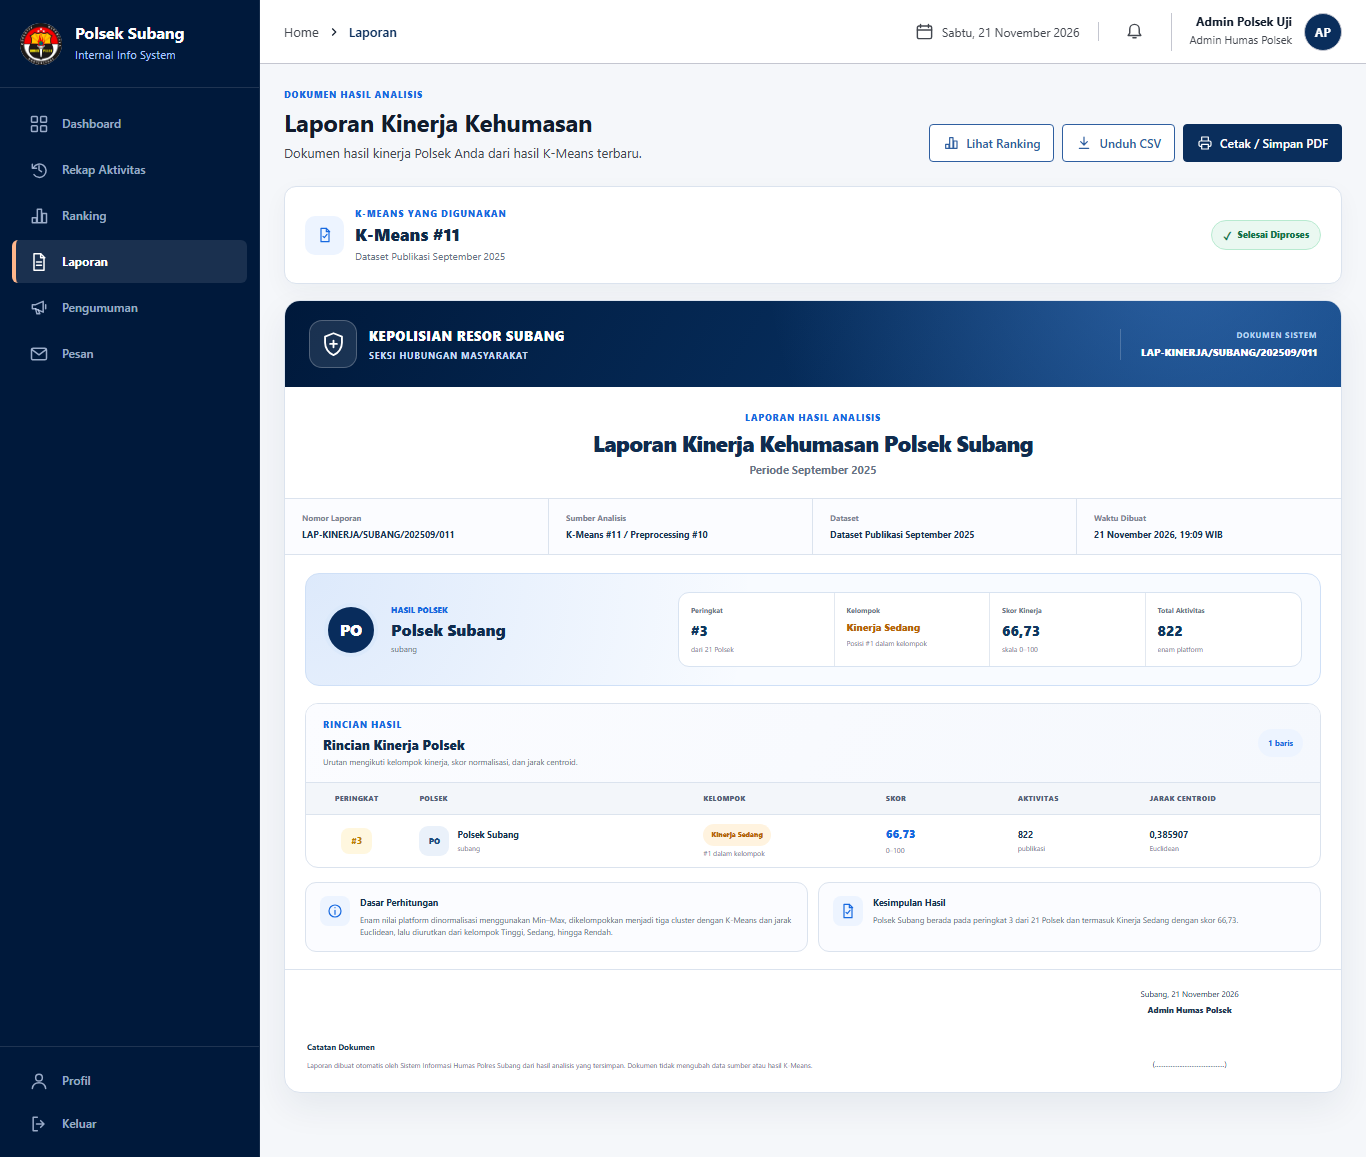 Polsek Subang
Internal Info System
Dashboard
Rekap Aktivitas
Ranking
Laporan
Pengumuman
Pesan
Profil
Keluar
Home > Laporan
Sabtu, 21 November 2026
Admin Polsek Uji
Admin Humas Polsek
AP
DOKUMEN HASIL ANALISIS
Laporan Kinerja Kehumasan
Dokumen hasil kinerja Polsek Anda dari hasil K-Means terbaru.
Lihat Ranking
Unduh CSV
Cetak / Simpan PDF
K-MEANS YANG DIGUNAKAN
K-Means #11
Dataset Publikasi September 2025
✓ Selesai Diproses
KEPOLISIAN RESOR SUBANG
SEKSI HUBUNGAN MASYARAKAT
DOKUMEN SISTEM
LAP-KINERJA/SUBANG/202509/011
LAPORAN HASIL ANALISIS
Laporan Kinerja Kehumasan Polsek Subang
Periode September 2025
Nomor Laporan
LAP-KINERJA/SUBANG/202509/011
Sumber Analisis
K-Means #11 / Preprocessing #10
Dataset
Dataset Publikasi September 2025
Waktu Dibuat
21 November 2026, 19:09 WIB
PO
HASIL POLSEK
Polsek Subang
subang
Peringkat
#3
dari 21 Polsek
Kelompok
Kinerja Sedang
Posisi #1 dalam kelompok
Skor Kinerja
66,73
skala 0-100
Total Aktivitas
822
enam platform
RINCIAN HASIL
Rincian Kinerja Polsek
Urutan mengikuti kelompok kinerja, skor normalisasi, dan jarak centroid.
1 baris
PERINGKAT POLSEK KELOMPOK SKOR AKTIVITAS JARAK CENTROID
#3 PO Polsek Subang Kinerja Sedang 66,73 822 0,385907
subang #1 dalam kelompok 0-100 publikasi Euclidean
Dasar Perhitungan
Enam nilai platform dinormalisasi menggunakan Min-Max, dikelompokkan menjadi tiga cluster dengan K-Means dan jarak
Euclidean, lalu diurutkan dari kelompok Tinggi, Sedang, hingga Rendah.
Kesimpulan Hasil
Polsek Subang berada pada peringkat 3 dari 21 Polsek dan termasuk Kinerja Sedang dengan skor 66,73.
Subang, 21 November 2026
Admin Humas Polsek
Catatan Dokumen
Laporan dibuat otomatis oleh Sistem Informasi Humas Polres Subang dari hasil analisis yang tersimpan. Dokumen tidak mengubah data sumber atau hasil K-Means.
(................................)